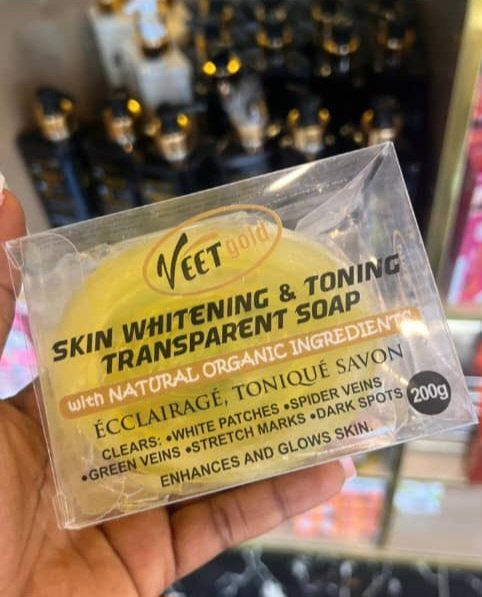 VEET gold
SKIN WHITENING & TONING
TRANSPARENT SOAP
with NATURAL ORGANIC INGREDIENTS
ÉCCLAIRAGÉ, TONIQUÉ SAVON
CLEARS: •WHITE PATCHES •SPIDER VEINS
•GREEN VEINS •STRETCH MARKS •DARK SPOTS
ENHANCES AND GLOWS SKIN.
200g